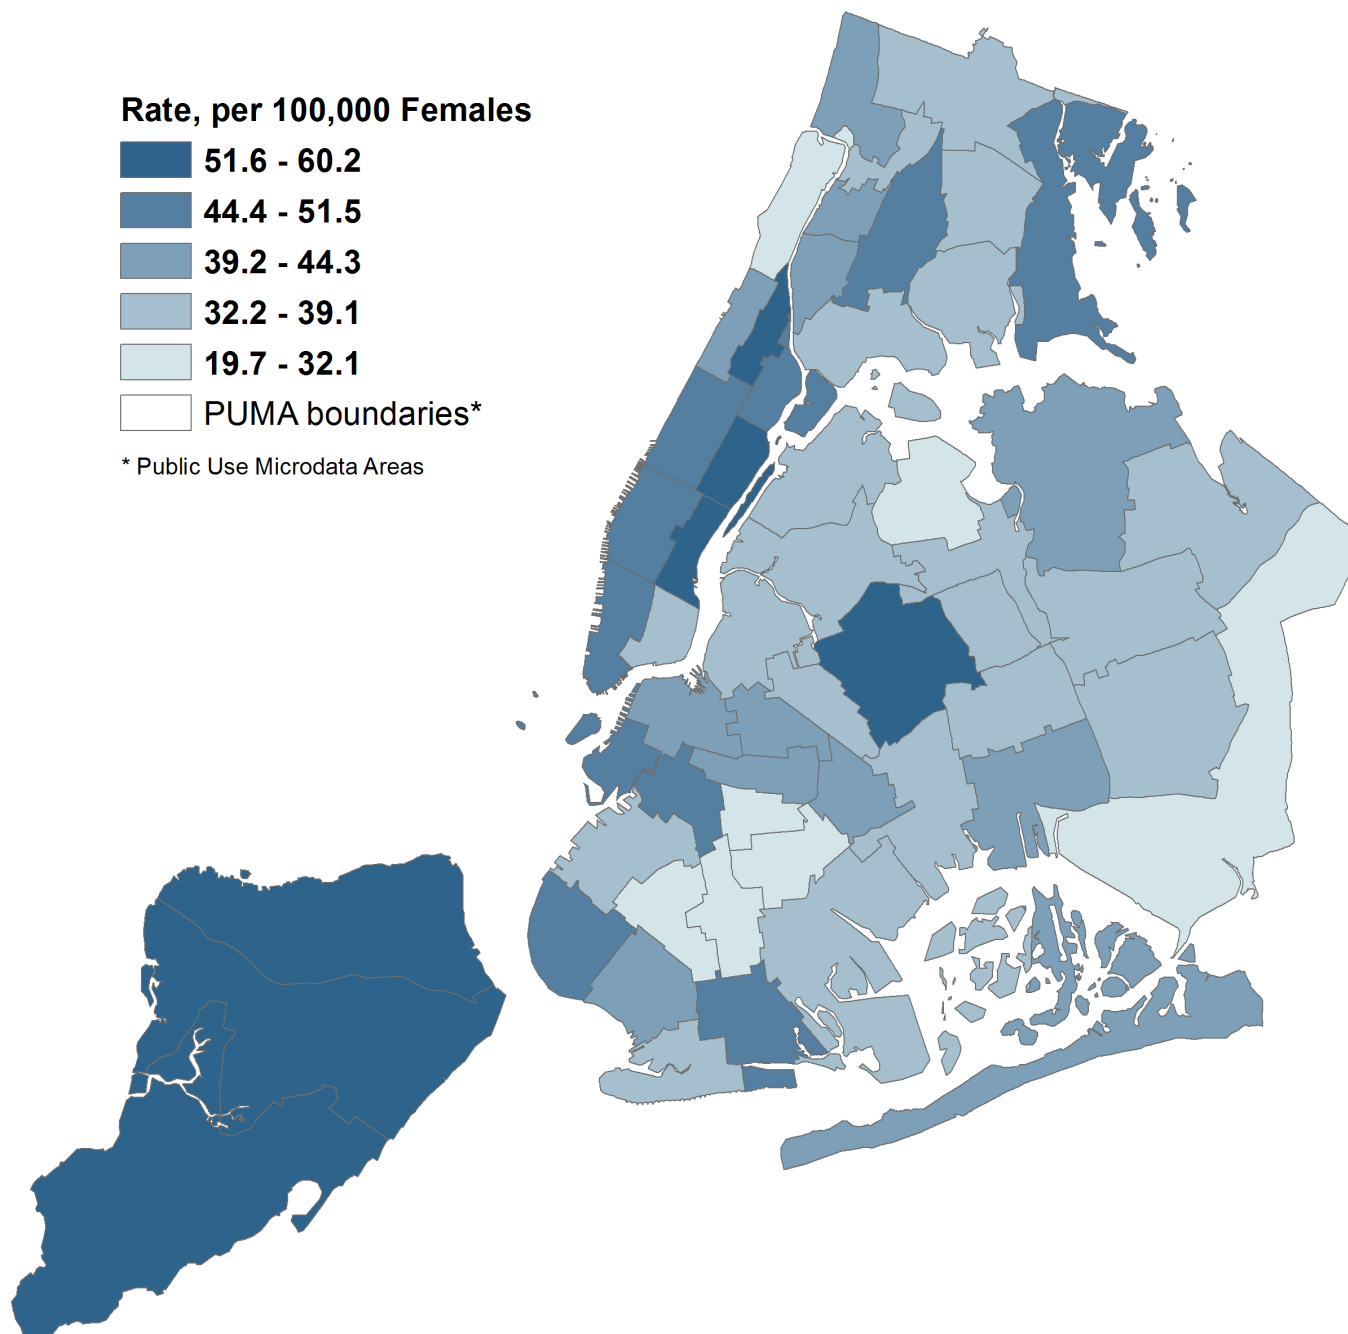 Rate, per 100,000 Females
51.6 - 60.2
44.4 - 51.5
39.2 - 44.3
32.2 - 39.1
19.7 - 32.1
PUMA boundaries*
* Public Use Microdata Areas